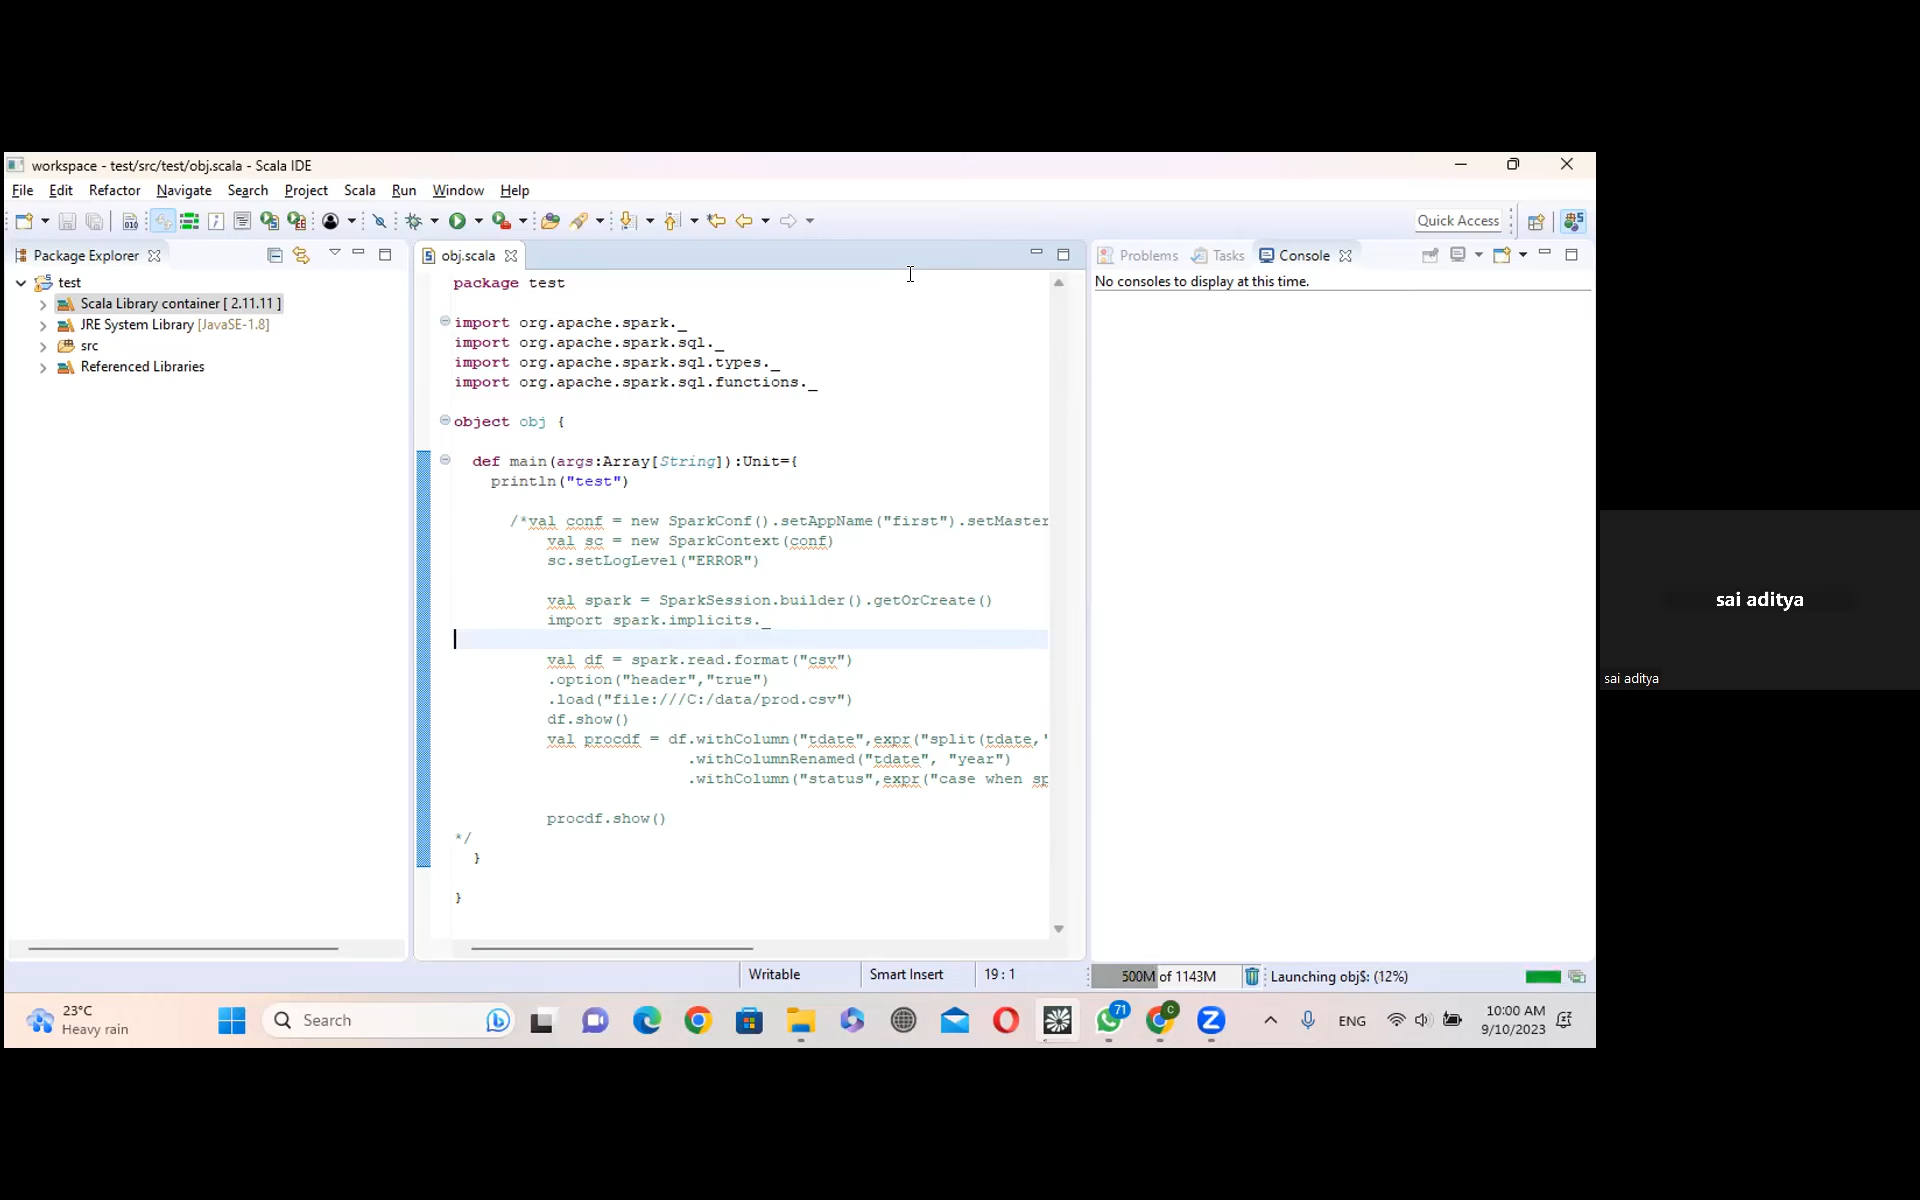 workspace - test/src/test/obj.scala - Scala IDE
File Edit Refactor Navigate Search Project Scala Run Window Help
Quick Access
Package Explorer
test
Scala Library container [ 2.11.11 ]
JRE System Library [JavaSE-1.8]
src
Referenced Libraries
obj.scala
package test
import org.apache.spark._
import org.apache.spark.sql._
import org.apache.spark.sql.types._
import org.apache.spark.sql.functions._
object obj {
def main(args:Array[String]):Unit={
println("test")
/*val conf = new SparkConf().setAppName("first").setMaster
val sc = new SparkContext(conf)
sc.setLogLevel("ERROR")
val spark = SparkSession.builder().getOrCreate()
import spark.implicits._
val df = spark.read.format("csv")
.option("header","true")
.load("file:///C:/data/prod.csv")
df.show()
val procdf = df.withColumn("tdate",expr("split(tdate,'
.withColumnRenamed("tdate", "year")
.withColumn("status",expr("case when sp
procdf.show()
*/
}
}
Problems Tasks Console
No consoles to display at this time.
Writable Smart Insert 19 : 1 500M of 1143M Launching obj$: (12%)
sai aditya
sai aditya
23°C
Heavy rain
Search
71
C
ENG
10:00 AM
9/10/2023